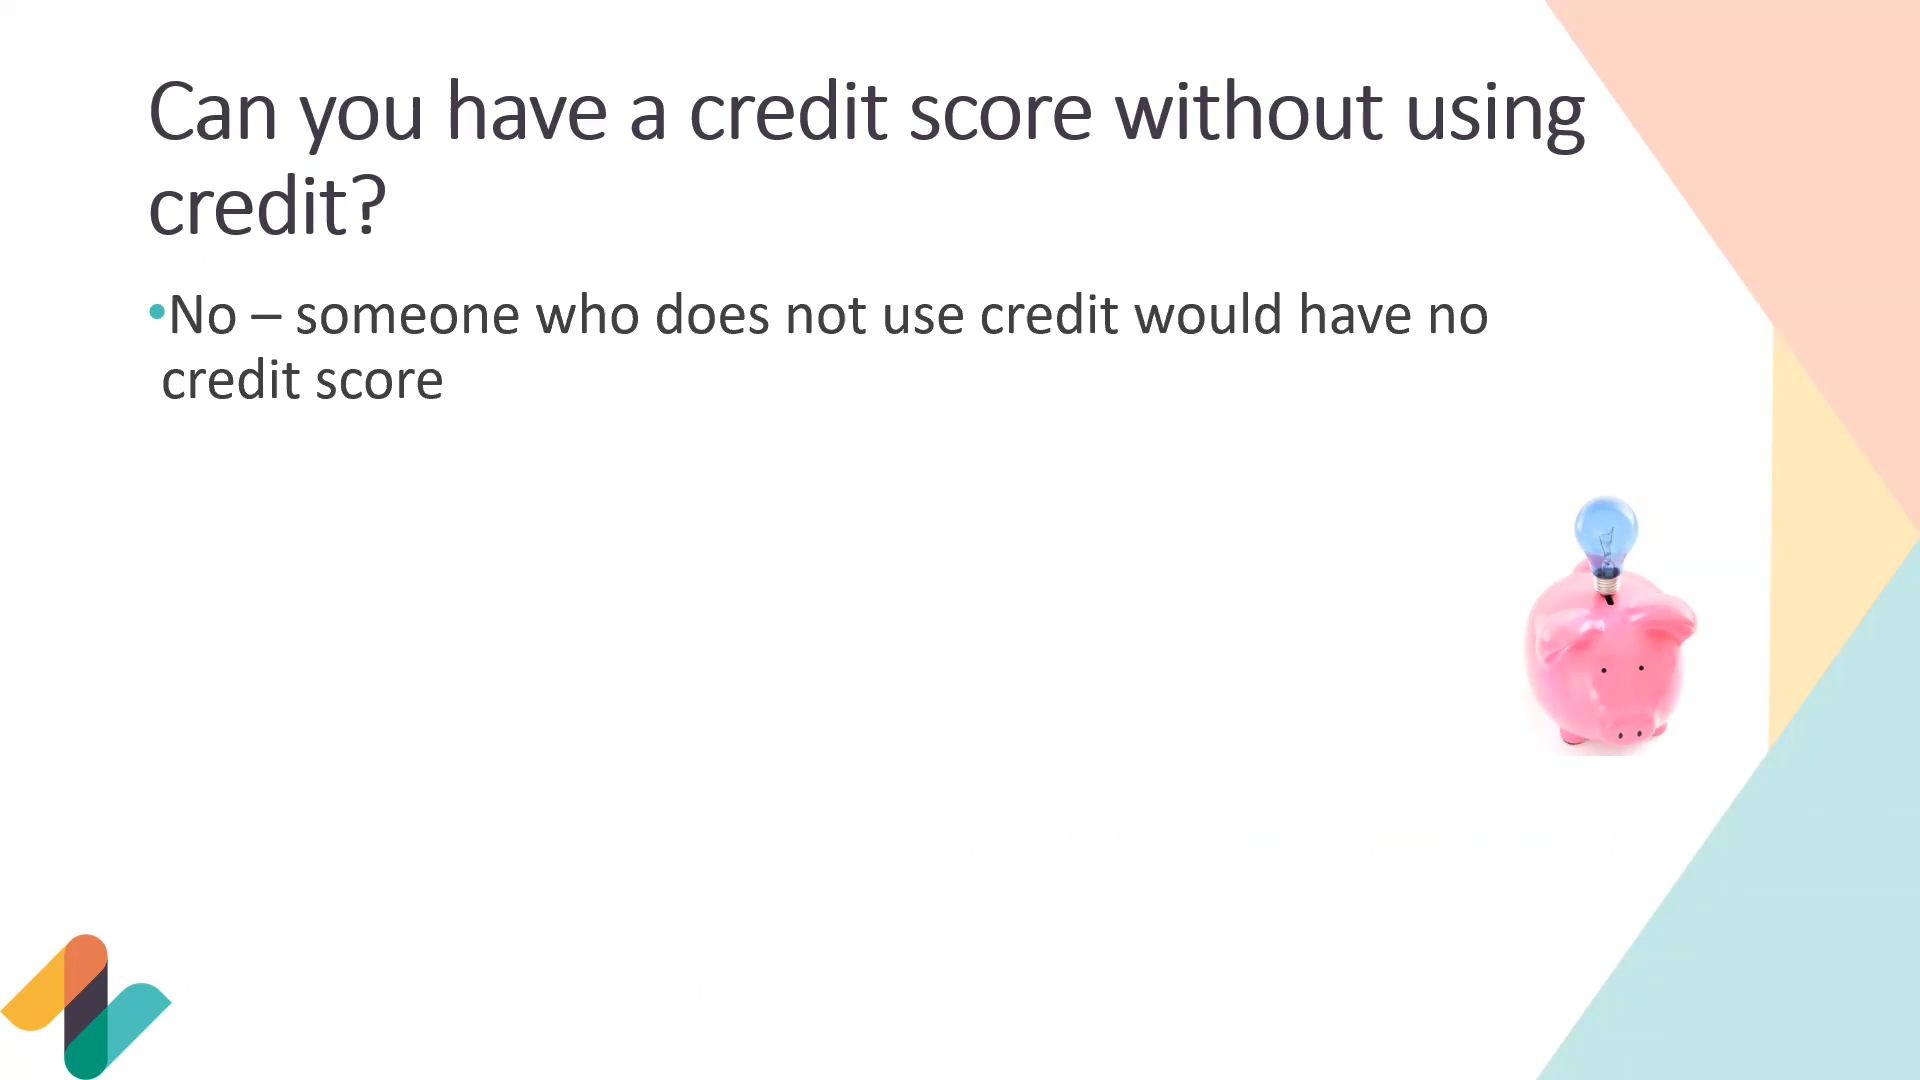 Can you have a credit score without using
credit?
•No – someone who does not use credit would have no
credit score